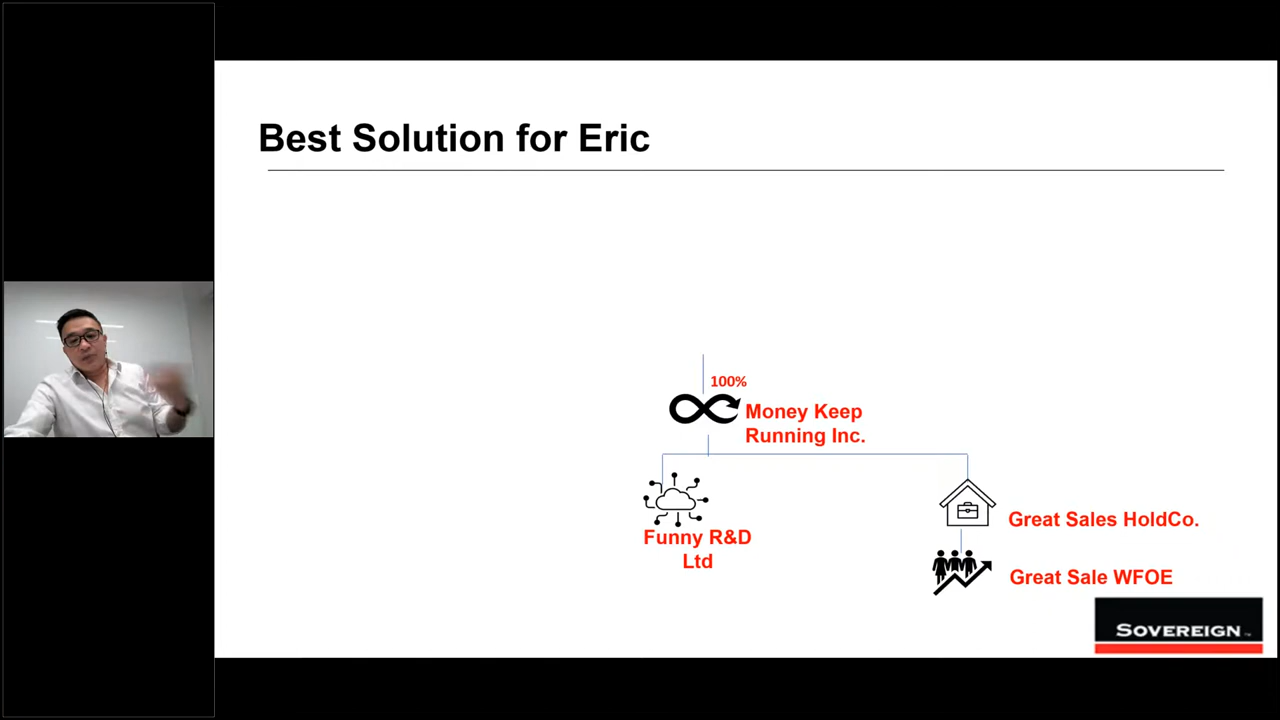 Best Solution for Eric
100%
Money Keep
Running Inc.
Funny R&D
Ltd
Great Sales HoldCo.
Great Sale WFOE
SOVEREIGN